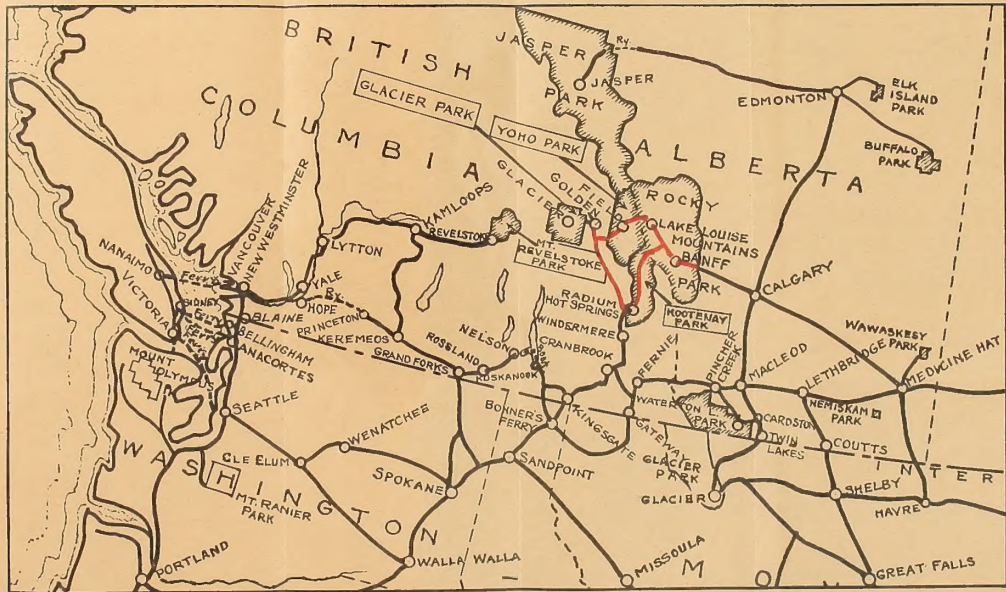 BRITISH
COLUMBIA
ALBERTA
JASPER
PARK
Ry.
JASPER
EDMONTON
ELK
ISLAND
PARK
BUFFALO
PARK
GLACIER PARK
YOHO PARK
GLACIER
GOLDEN
FIELD
ROCKY
MOUNTAINS
PARK
LAKE LOUISE
BANFF
KAMLOOPS
REVELSTOKE
MT.
REVELSTOKE
PARK
LYTTON
VANCOUVER
NEW WESTMINSTER
NANAIMO
Ferry
VICTORIA
SIDNEY
Ferry
YALE
Ry.
HOPE
BLAINE
BELLINGHAM
ANACORTES
PRINCETON
KEREMEOS
GRAND FORKS
ROSSLAND
NELSON
KUSKANOOK
RADIUM
HOT SPRINGS
WINDERMERE
CRANBROOK
KOOTENAY
PARK
CALGARY
WAWASKESY
PARK
MEDICINE HAT
FERNIE
PINCHER
CREEK
MACLEOD
LETHBRIDGE
NEMISKAM
PARK
MOUNT
OLYMPUS
SEATTLE
WENATCHEE
CLE ELUM
BONNER'S
FERRY
KINGSGATE
GATEWAY
WATERTON L.
PARK
CARDSTON
TWIN
LAKES
COUTTS
INTER
WASHINGTON
MT. RANIER
PARK
SPOKANE
SANDPOINT
GLACIER
PARK
GLACIER
SHELBY
HAVRE
PORTLAND
WALLA WALLA
MISSOULA
M
O
GREAT FALLS